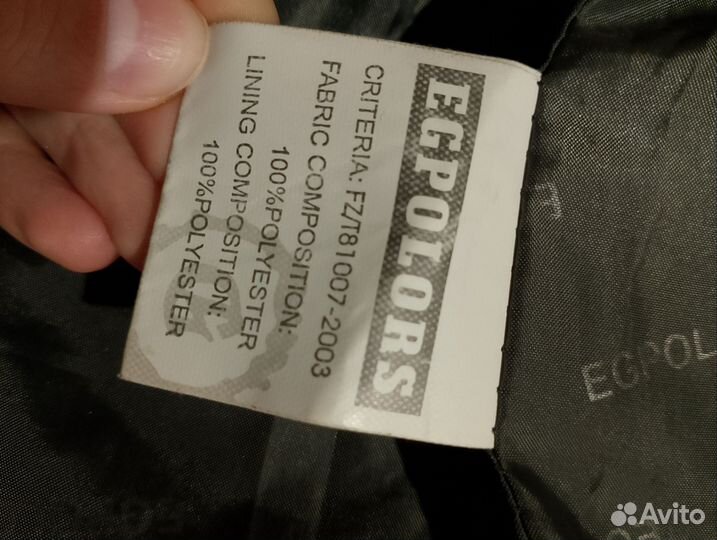 EGPOLORS
CRITERIA: FZ/T81007-2003
FABRIC COMPOSITION:
100%POLYESTER
LINING COMPOSITION:
100%POLYESTER
EGPOL
Avito